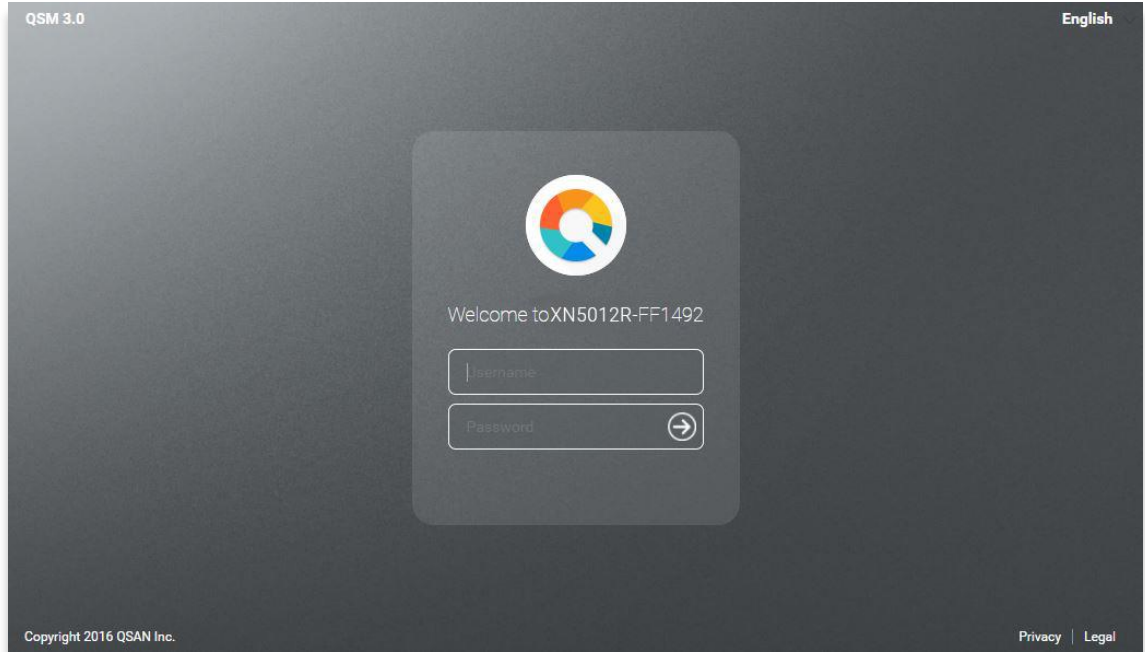 QSM 3.0
English
Welcome toXN5012R-FF1492
Username
Password
Copyright 2016 QSAN Inc.
Privacy | Legal